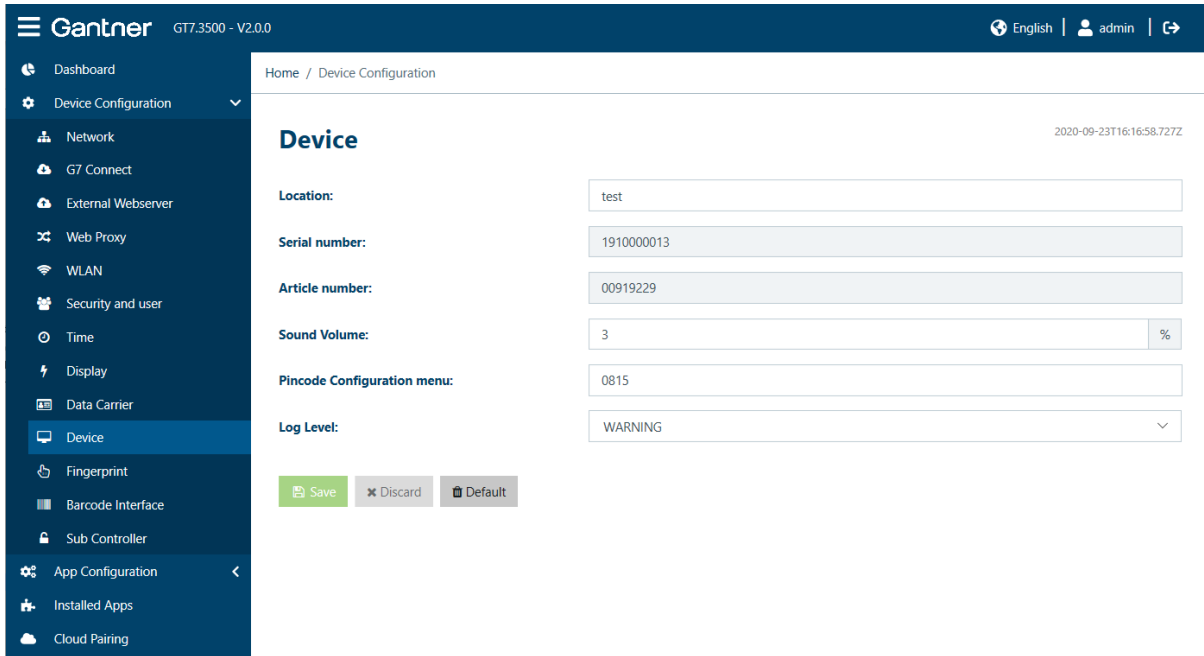 Gantner GT7.3500 - V2.0.0 English | admin |
Dashboard
Device Configuration
Network
G7 Connect
External Webserver
Web Proxy
WLAN
Security and user
Time
Display
Data Carrier
Device
Fingerprint
Barcode Interface
Sub Controller
App Configuration
Installed Apps
Cloud Pairing
Home / Device Configuration
Device 2020-09-23T16:16:58.727Z
Location: test
Serial number: 1910000013
Article number: 00919229
Sound Volume: 3 %
Pincode Configuration menu: 0815
Log Level: WARNING
Save Discard Default